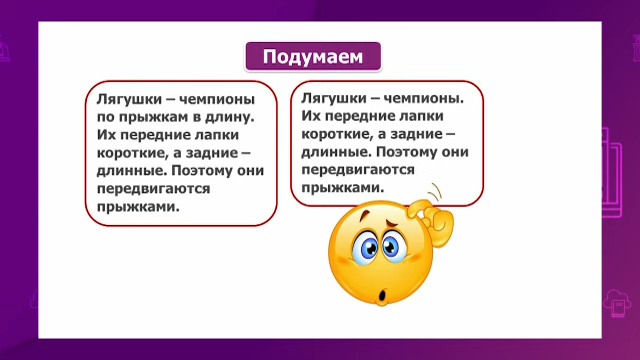 Подумаем
Лягушки – чемпионы
по прыжкам в длину.
Их передние лапки
короткие, а задние –
длинные. Поэтому они
передвигаются
прыжками.
Лягушки – чемпионы.
Их передние лапки
короткие, а задние –
длинные. Поэтому они
передвигаются
прыжками.